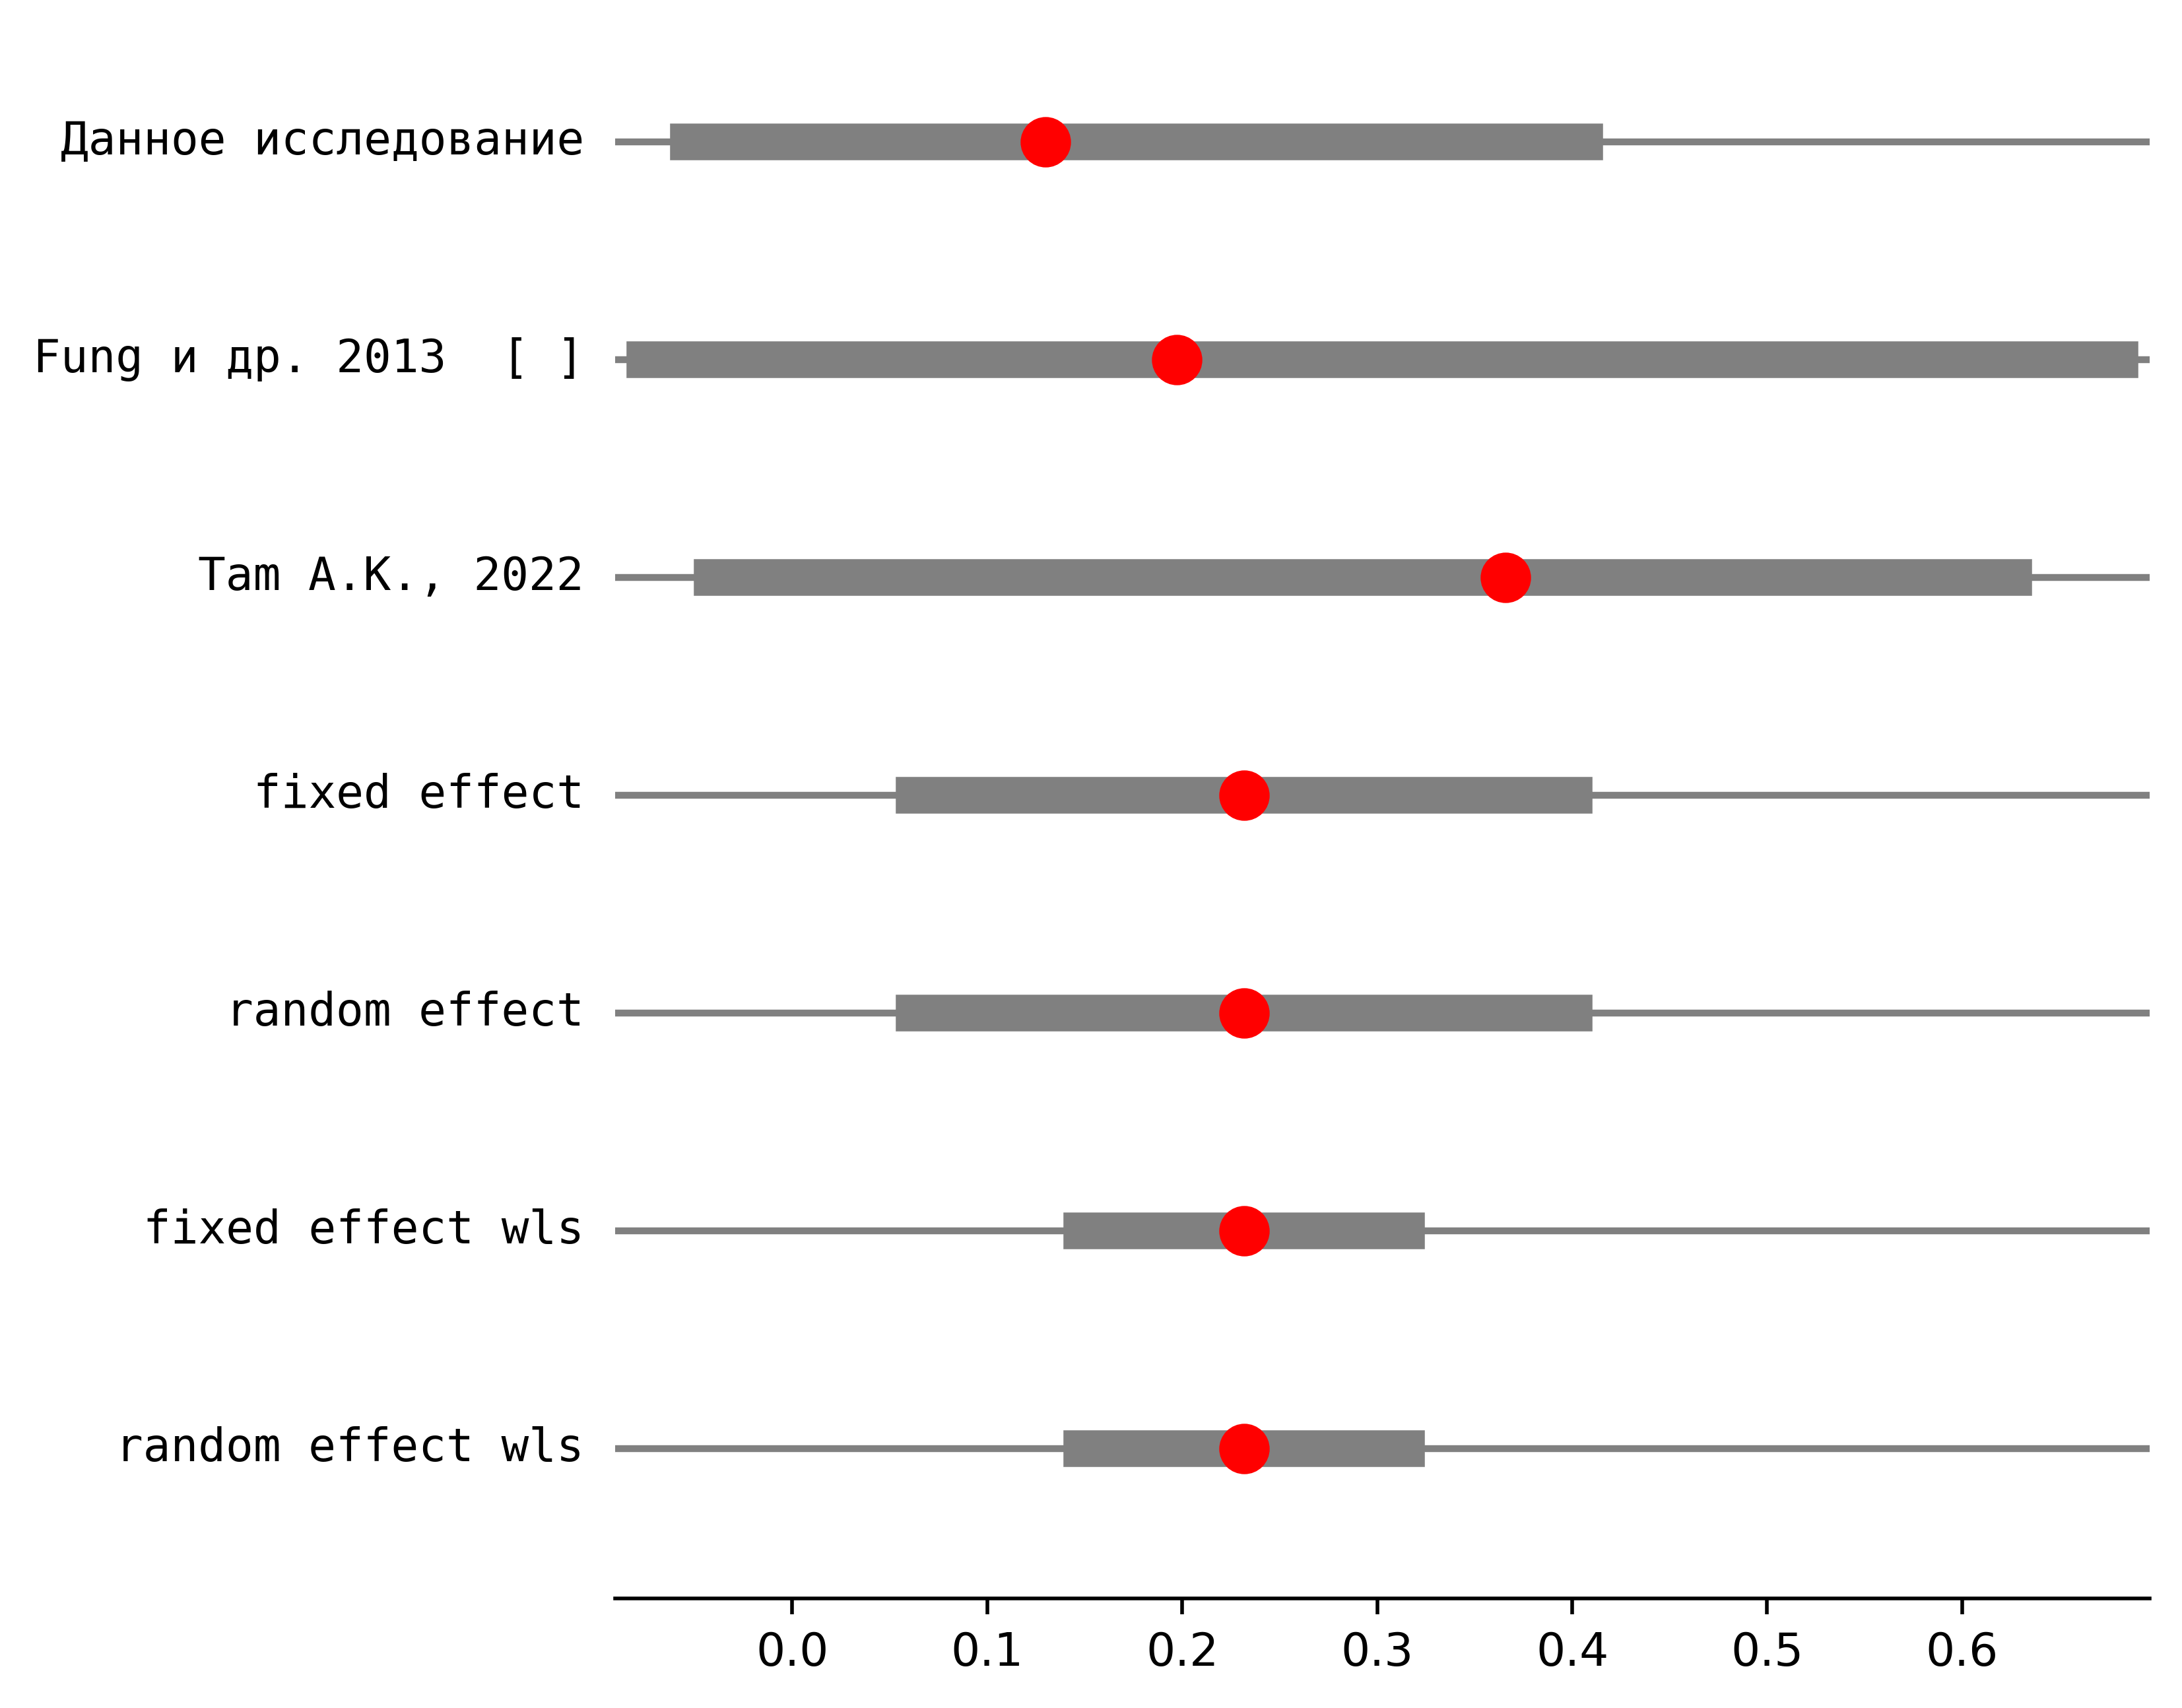 Данное исследование
Fung и др. 2013  [ ]
Tam A.K., 2022
fixed effect
random effect
fixed effect wls
random effect wls
0.0 0.1 0.2 0.3 0.4 0.5 0.6